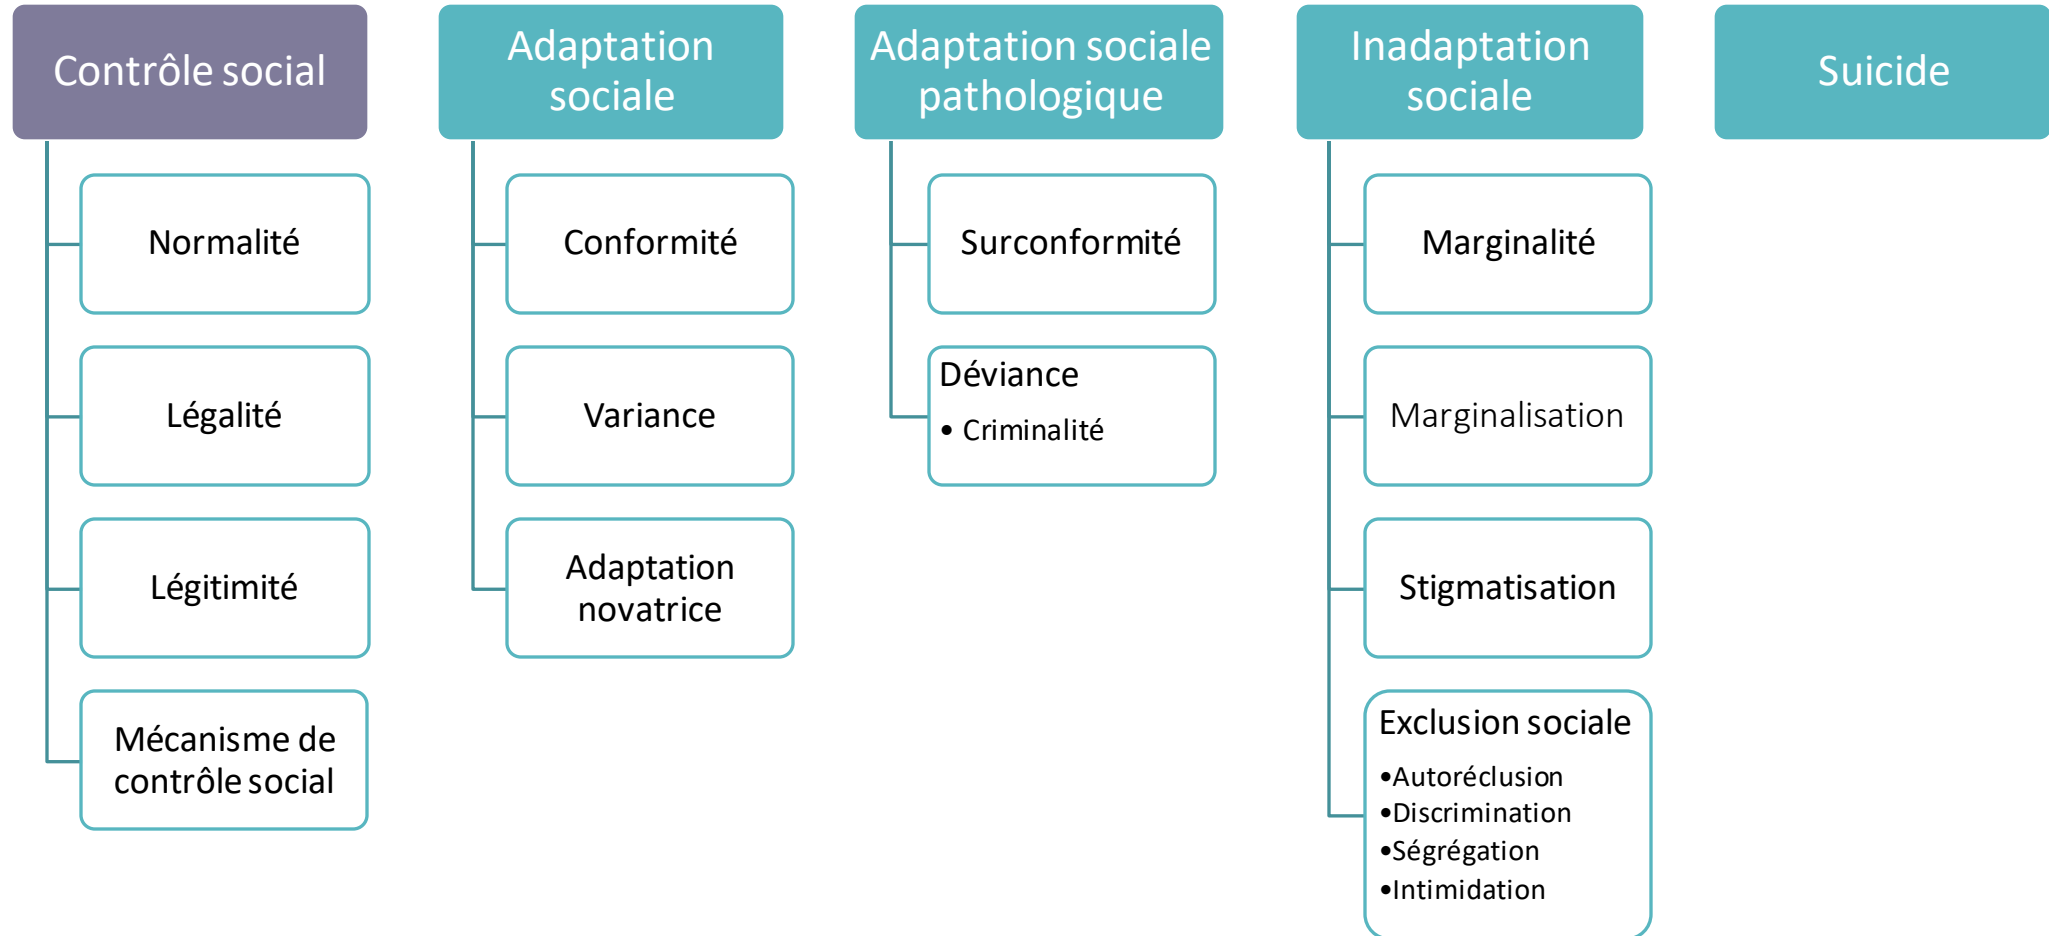 Contrôle social
Normalité
Légalité
Légitimité
Mécanisme de
contrôle social
Adaptation
sociale
Conformité
Variance
Adaptation
novatrice
Adaptation sociale
pathologique
Surconformité
Déviance
• Criminalité
Inadaptation
sociale
Marginalité
Marginalisation
Stigmatisation
Exclusion sociale
•Autoréclusion
•Discrimination
•Ségrégation
•Intimidation
Suicide